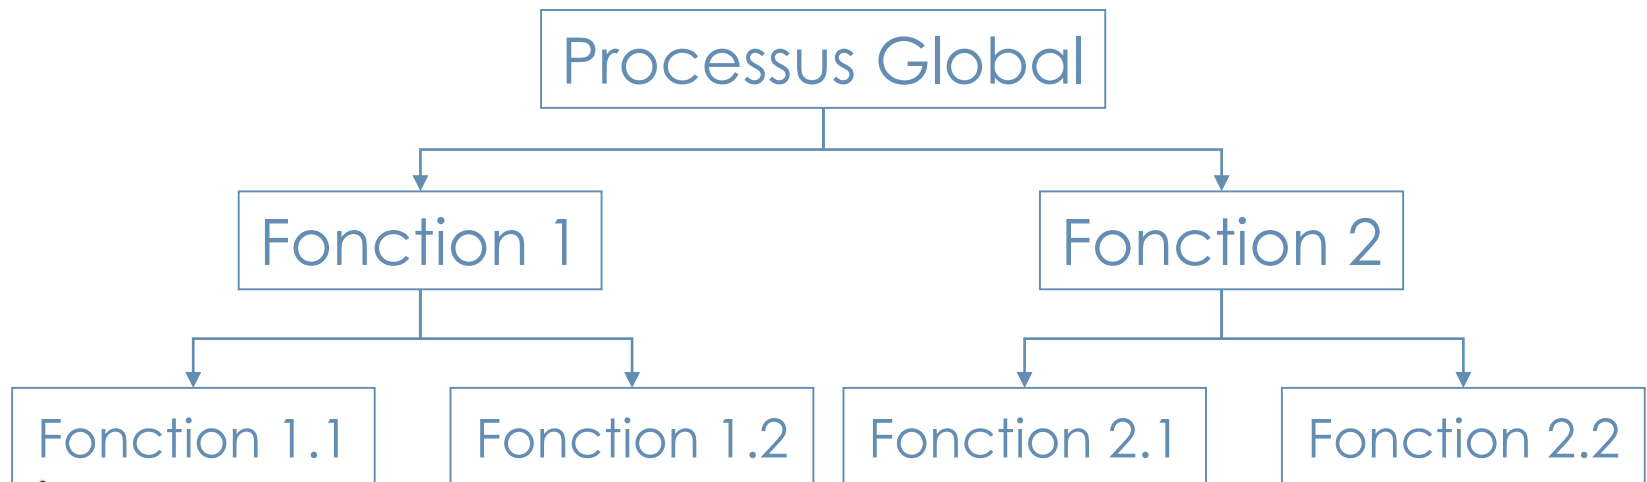 Processus Global
Fonction 1
Fonction 2
Fonction 1.1
Fonction 1.2
Fonction 2.1
Fonction 2.2